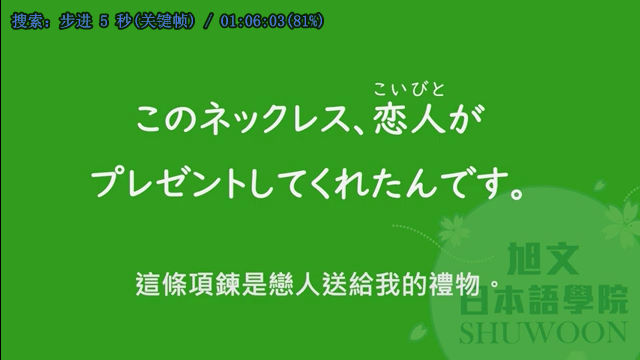 搜索: 步进 5 秒(关键帧) / 01:06:03(81%)
こいびと
このネックレス、恋人が
プレゼントしてくれたんです。
這條項鍊是戀人送給我的禮物。
旭文
日本語學院
SHUWOON